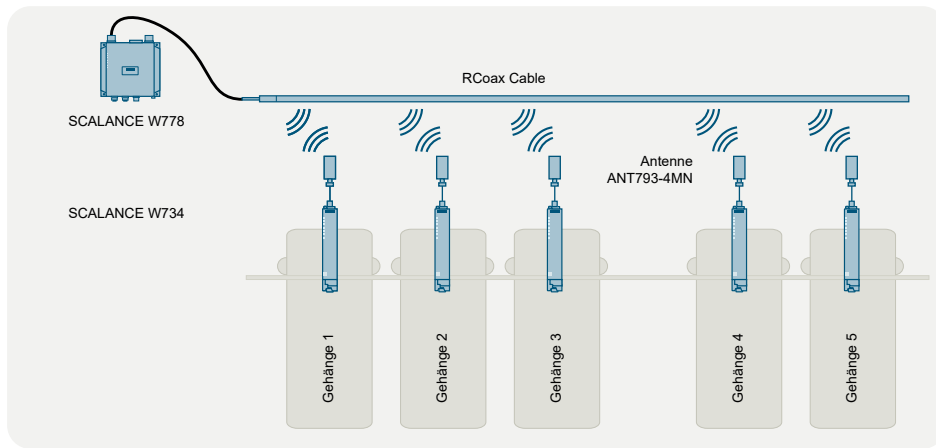 RCoax Cable
SCALANCE W778
Antenne
ANT793-4MN
SCALANCE W734
Gehänge 1
Gehänge 2
Gehänge 3
Gehänge 4
Gehänge 5